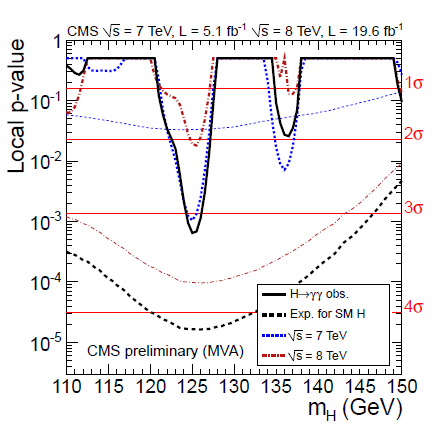 CMS √s = 7 TeV, L = 5.1 fb⁻¹ √s = 8 TeV, L = 19.6 fb⁻¹
Local p-value
1
10⁻¹
10⁻²
10⁻³
10⁻⁴
10⁻⁵
1σ
2σ
3σ
4σ
H→γγ obs.
Exp. for SM H
√s = 7 TeV
√s = 8 TeV
CMS preliminary (MVA)
110 115 120 125 130 135 140 145 150
m_H (GeV)